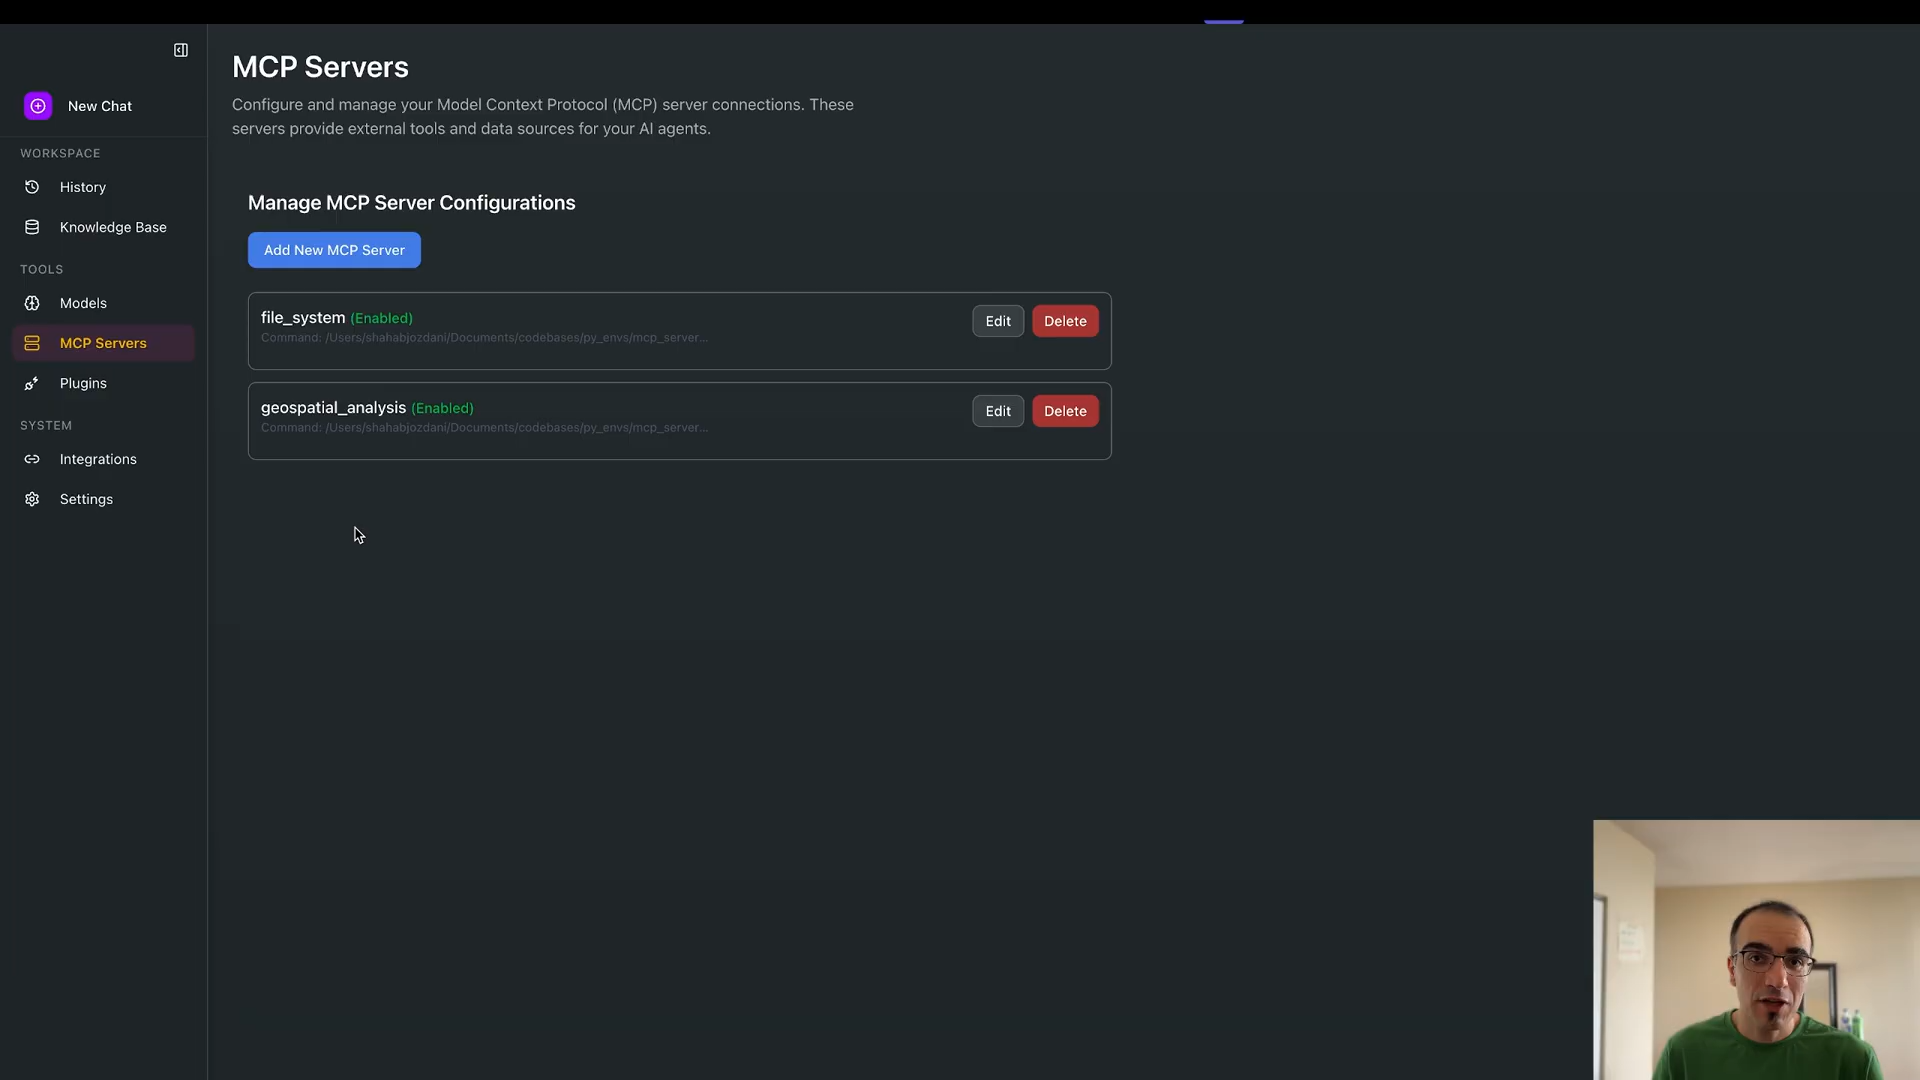 New Chat
WORKSPACE
History
Knowledge Base
TOOLS
Models
MCP Servers
Plugins
SYSTEM
Integrations
Settings
MCP Servers
Configure and manage your Model Context Protocol (MCP) server connections. These
servers provide external tools and data sources for your AI agents.
Manage MCP Server Configurations
Add New MCP Server
file_system (Enabled)
Command: /Users/shahabjozdani/Documents/codebases/py_envs/mcp_server...
Edit
Delete
geospatial_analysis (Enabled)
Command: /Users/shahabjozdani/Documents/codebases/py_envs/mcp_server...
Edit
Delete